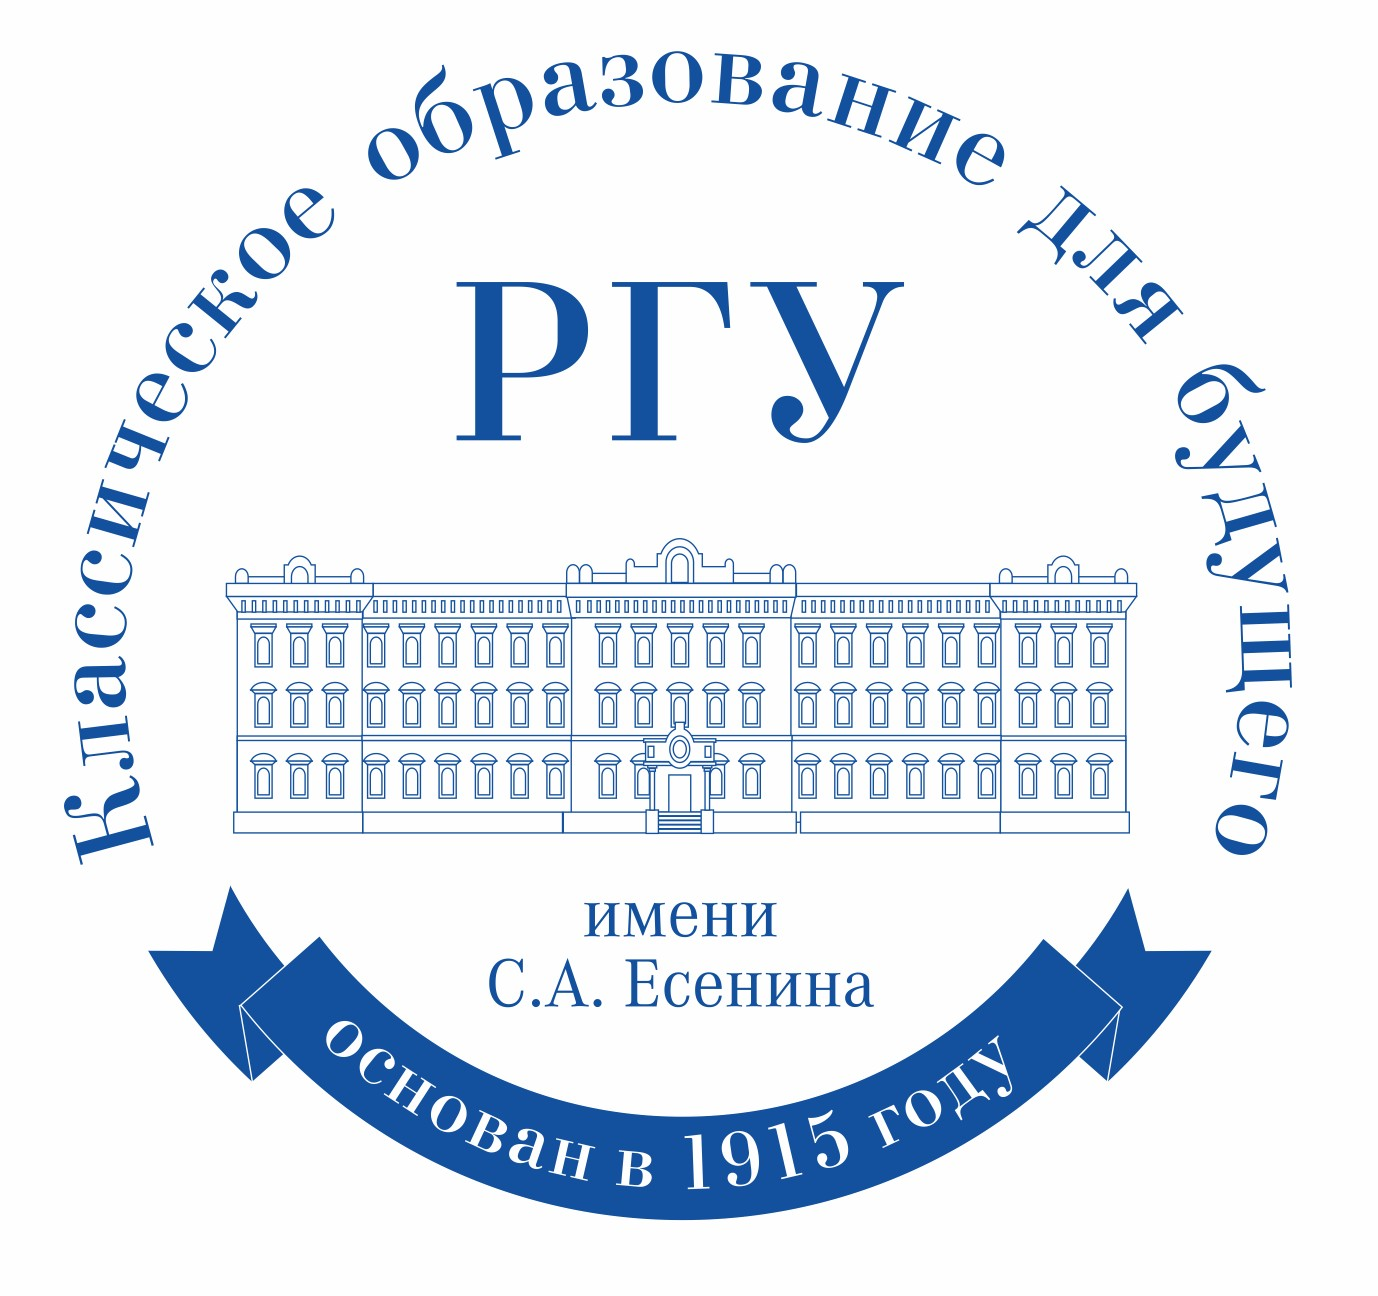 Классическое образование для будущего
РГУ
имени
С.А. Есенина
основан в 1915 году